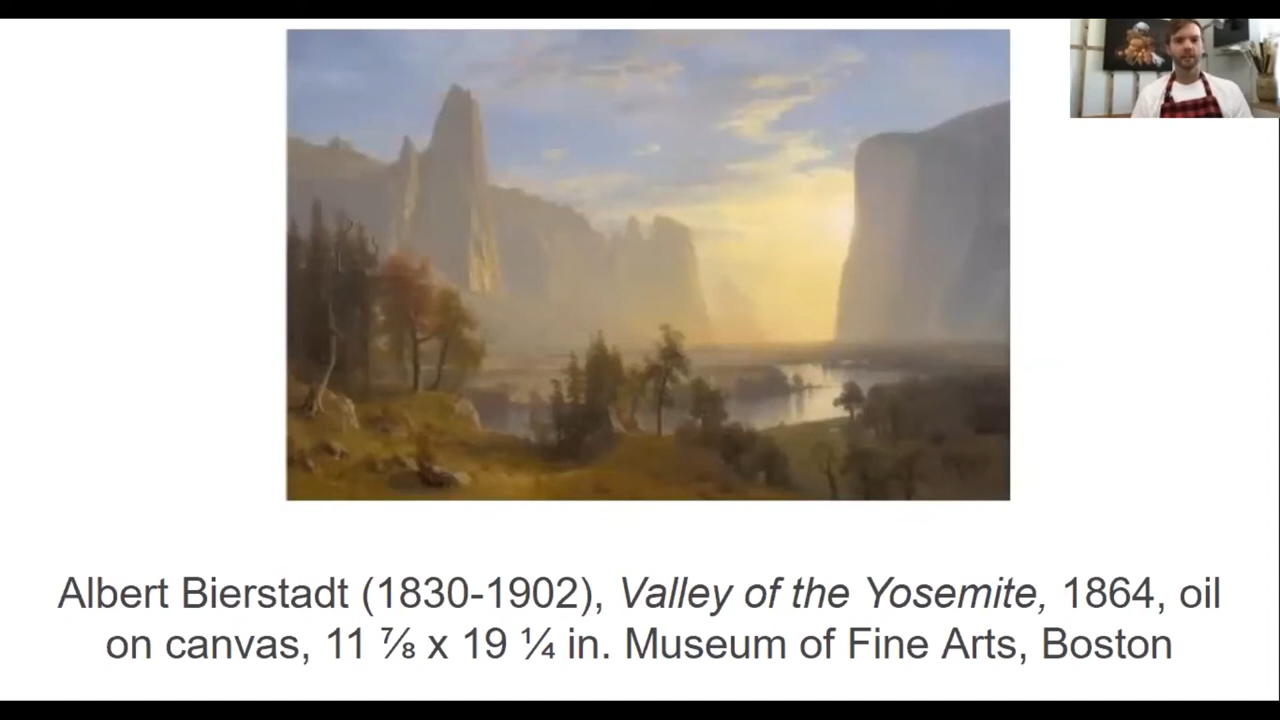 Albert Bierstadt (1830-1902), Valley of the Yosemite, 1864, oil
on canvas, 11 ⅞ x 19 ¼ in. Museum of Fine Arts, Boston